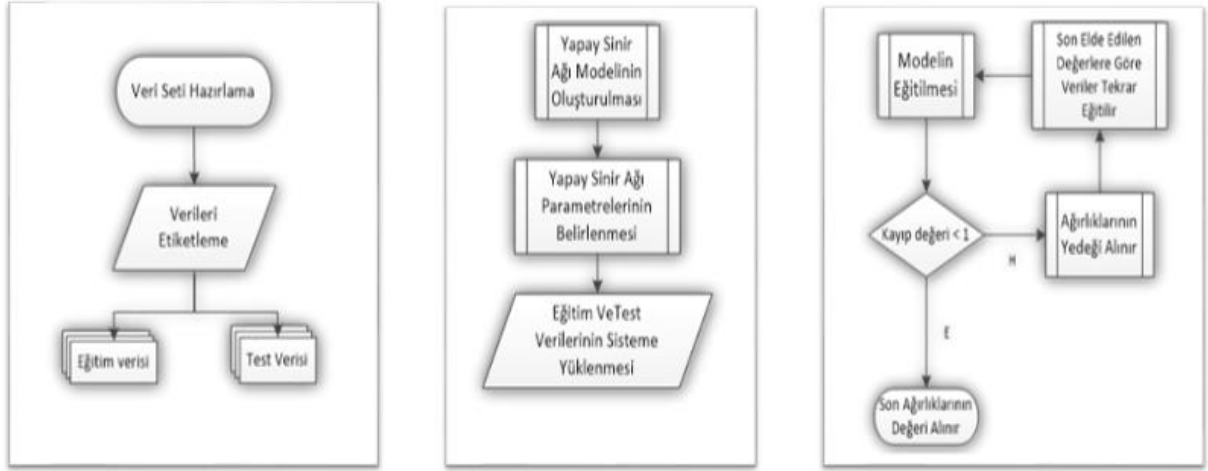 Veri Seti Hazırlama
Verileri
Etiketleme
Eğitim verisi
Test Verisi
Yapay Sinir
Ağı Modelinin
Oluşturulması
Yapay Sinir Ağı
Parametrelerinin
Belirlenmesi
Eğitim VeTest
Verilerinin Sisteme
Yüklenmesi
Modelin
Eğitilmesi
Son Elde Edilen
Değerlere Göre
Veriler Tekrar
Eğitilir
Kayıp değeri < 1
H
Ağırlıklarının
Yedeği Alınır
E
Son Ağırlıklarının
Değeri Alınır